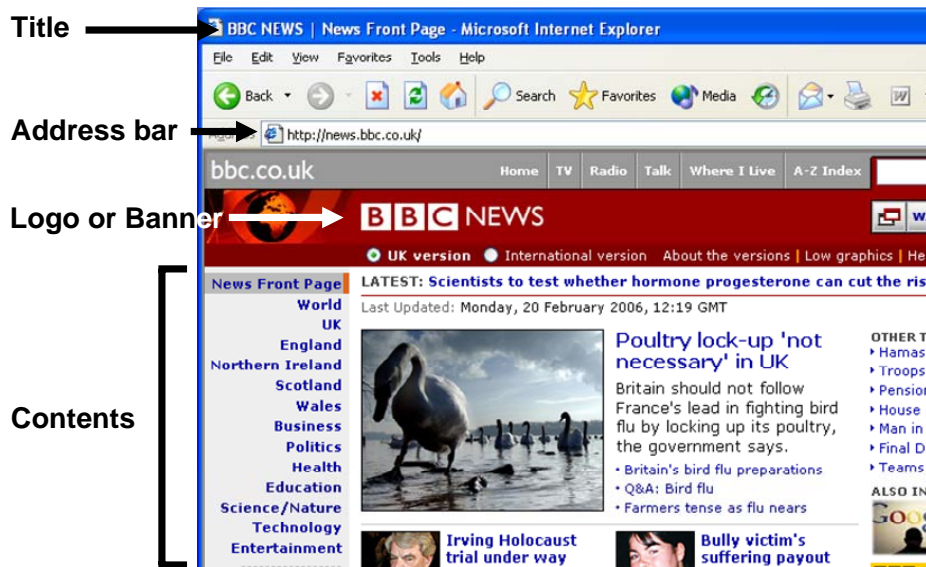 Title
BBC NEWS | News Front Page - Microsoft Internet Explorer
File Edit View Favorites Tools Help
Back Search Favorites Media
Address bar
http://news.bbc.co.uk/
bbc.co.uk Home TV Radio Talk Where I Live A-Z Index
Logo or Banner
BBC NEWS
UK version International version About the versions | Low graphics | He
LATEST: Scientists to test whether hormone progesterone can cut the ris
Last Updated: Monday, 20 February 2006, 12:19 GMT
Contents
News Front Page
World
UK
England
Northern Ireland
Scotland
Wales
Business
Politics
Health
Education
Science/Nature
Technology
Entertainment
Poultry lock-up 'not
necessary' in UK
Britain should not follow
France's lead in fighting bird
flu by locking up its poultry,
the government says.
Britain's bird flu preparations
Q&A: Bird flu
Farmers tense as flu nears
Irving Holocaust
trial under way
Bully victim's
suffering payout
OTHER T
Hamas
Troops
Pension
House
Man in
Final D
Teams
ALSO IN